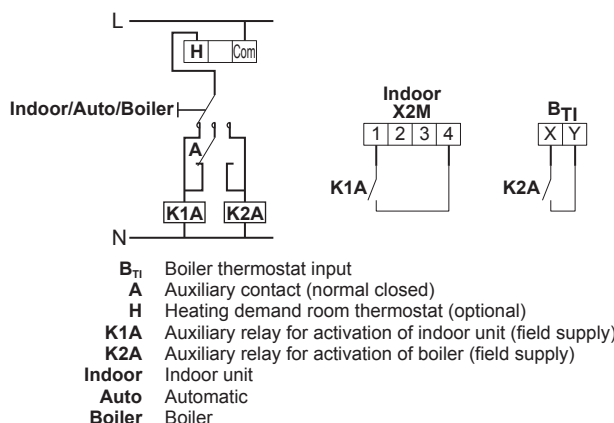 L
H Com
Indoor/Auto/Boiler
A
K1A K2A
N
Indoor
X2M
1 2 3 4
K1A
BTI
X Y
K2A
BTI Boiler thermostat input
A Auxiliary contact (normal closed)
H Heating demand room thermostat (optional)
K1A Auxiliary relay for activation of indoor unit (field supply)
K2A Auxiliary relay for activation of boiler (field supply)
Indoor Indoor unit
Auto Automatic
Boiler Boiler